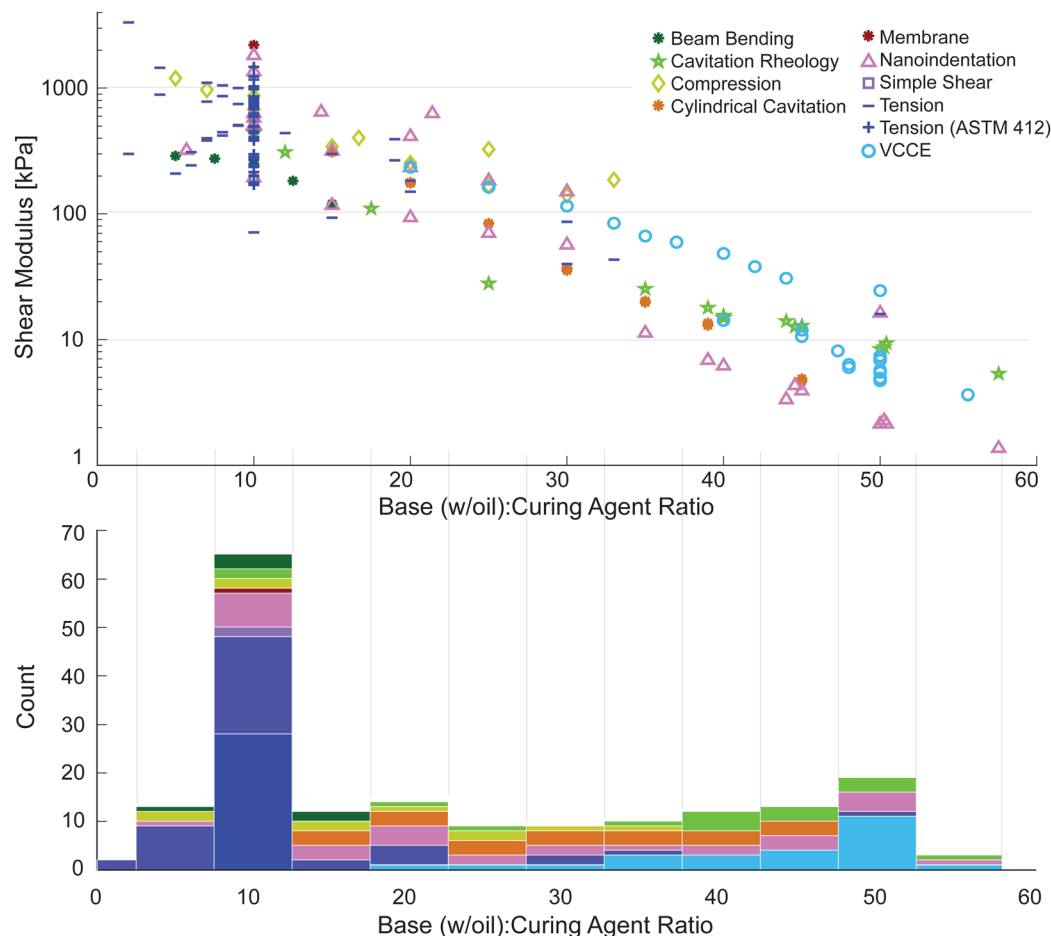 Beam Bending
Cavitation Rheology
Compression
Cylindrical Cavitation
Membrane
Nanoindentation
Simple Shear
Tension
Tension (ASTM 412)
VCCE
Shear Modulus [kPa]
1000
100
10
1
0 10 20 30 40 50 60
Base (w/oil):Curing Agent Ratio
Count
70
60
50
40
30
20
10
0
0 10 20 30 40 50 60
Base (w/oil):Curing Agent Ratio